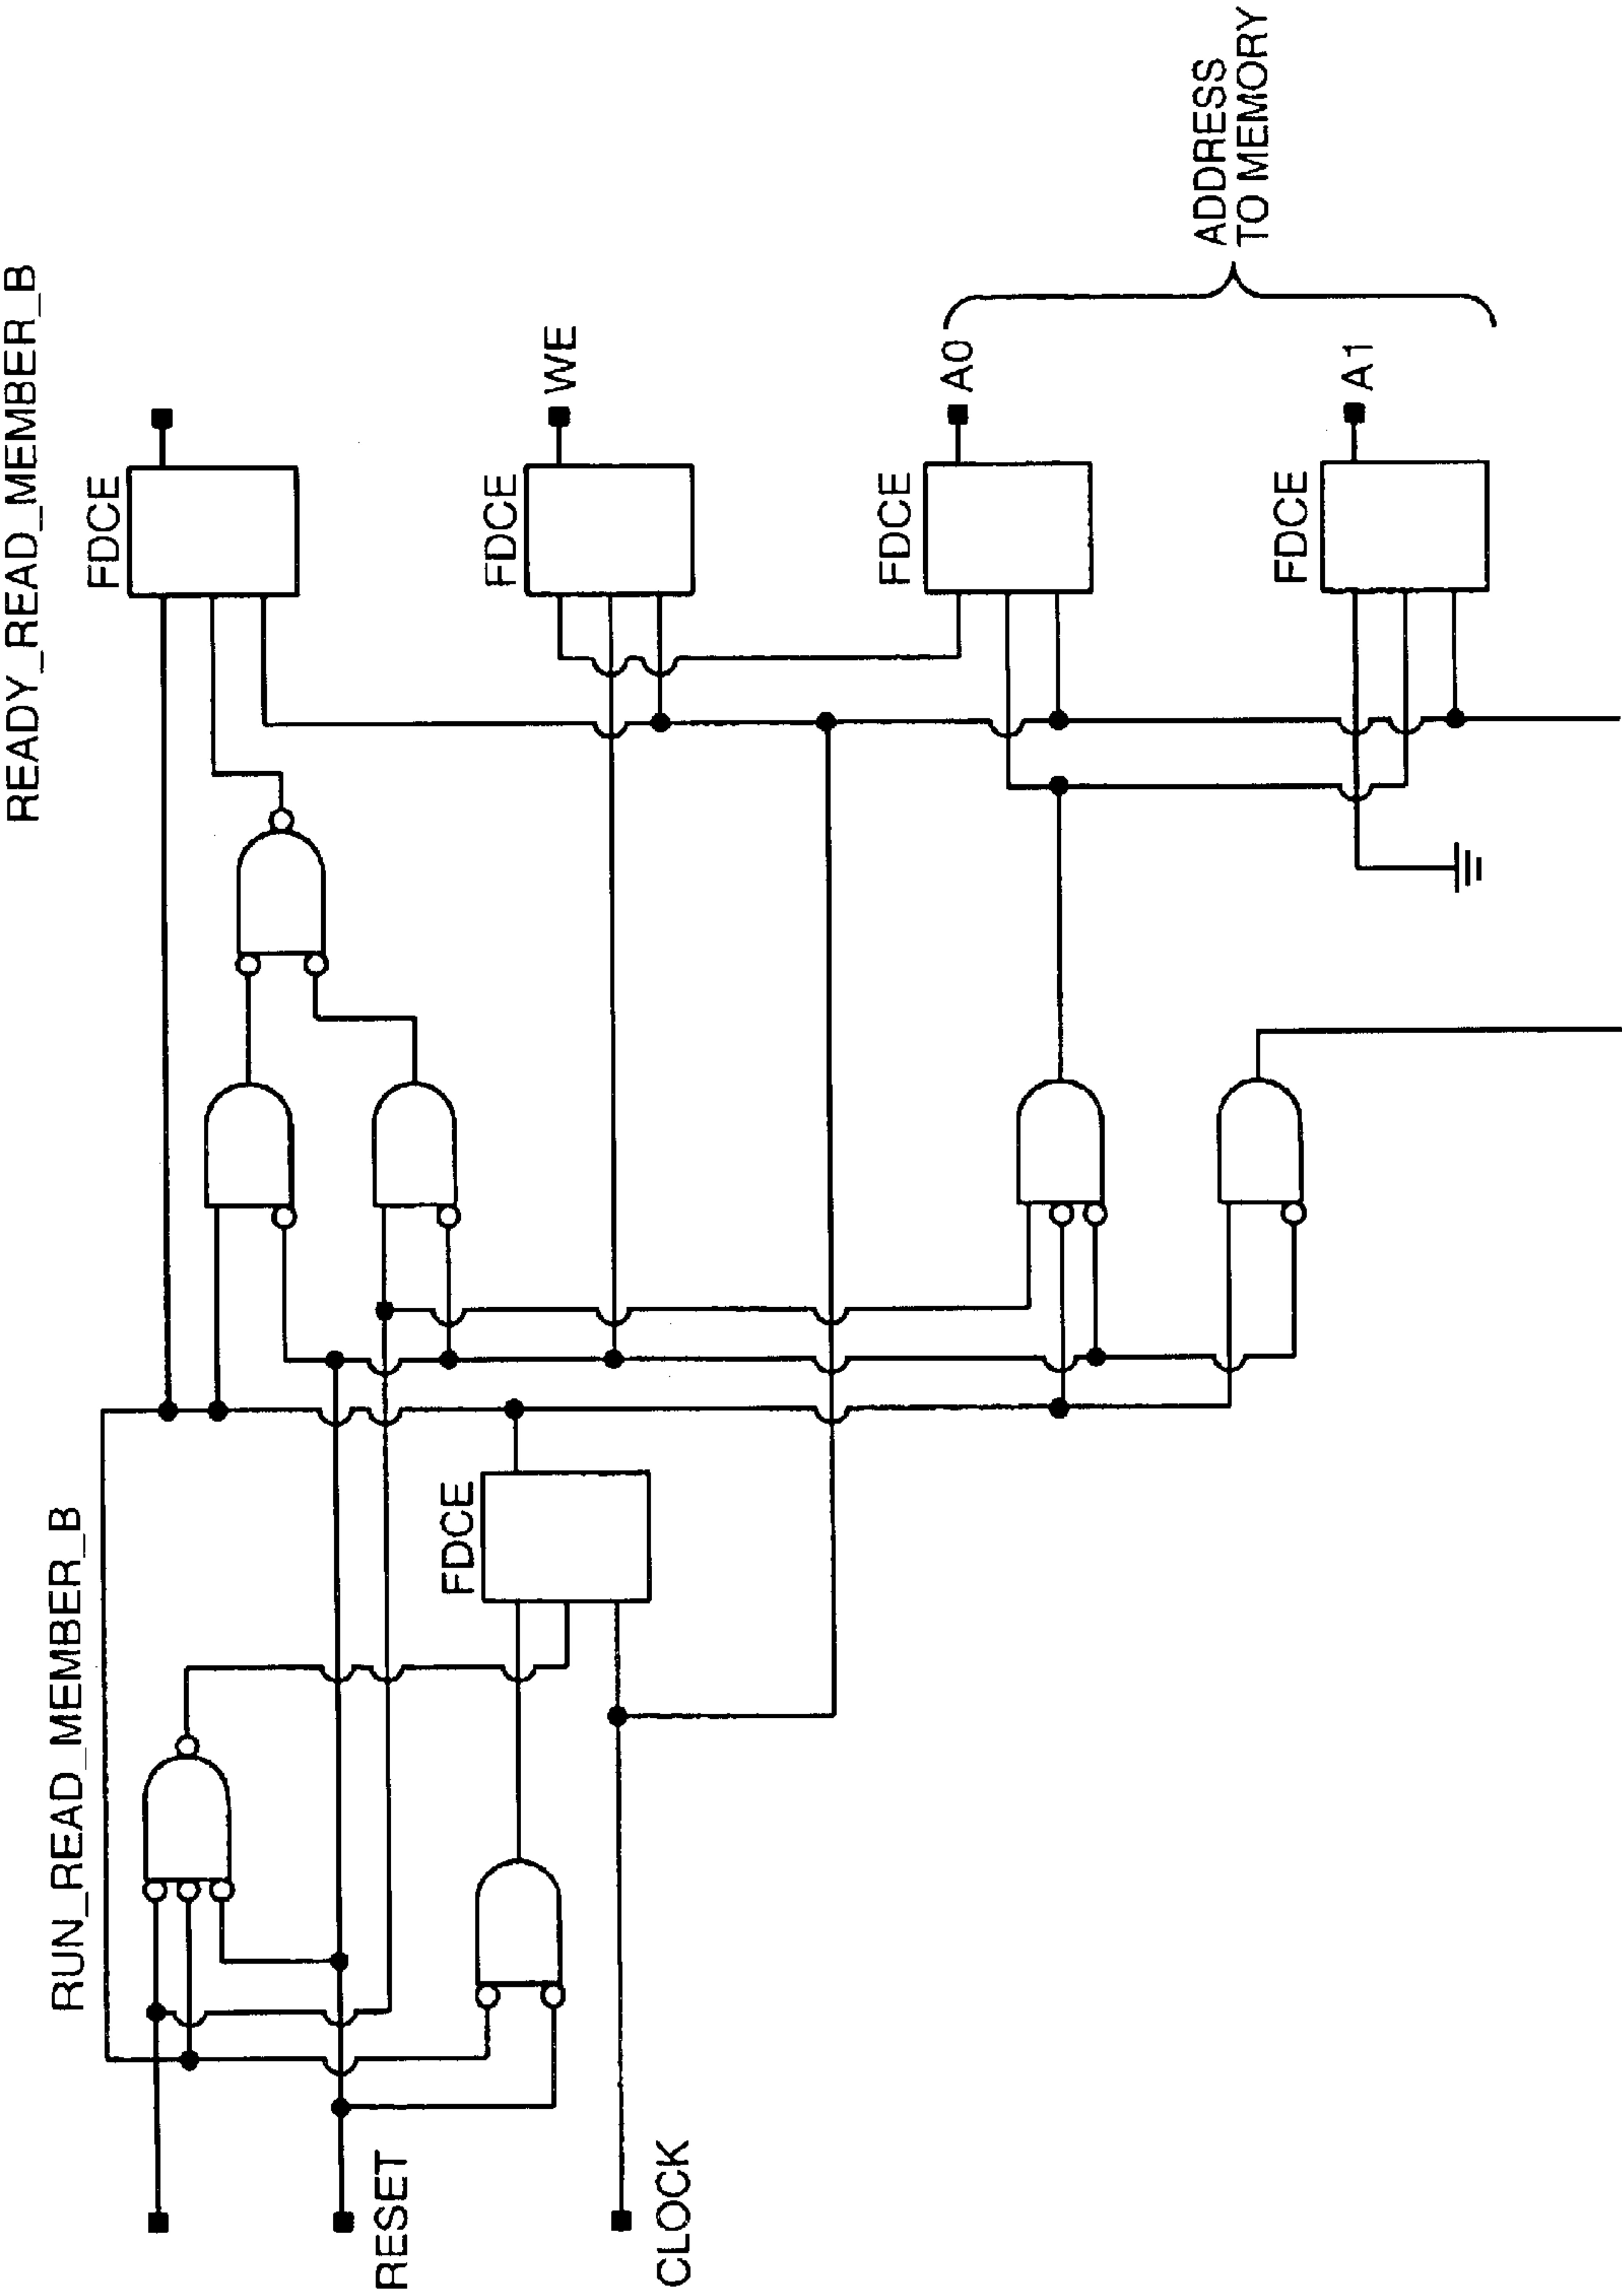 RUN_READ_MEMBER_B
READY_READ_MEMBER_B
FDCE
FDCE
WE
FDCE
RESET
FDCE
A0
CLOCK
FDCE
A1
ADDRESS
TO MEMORY